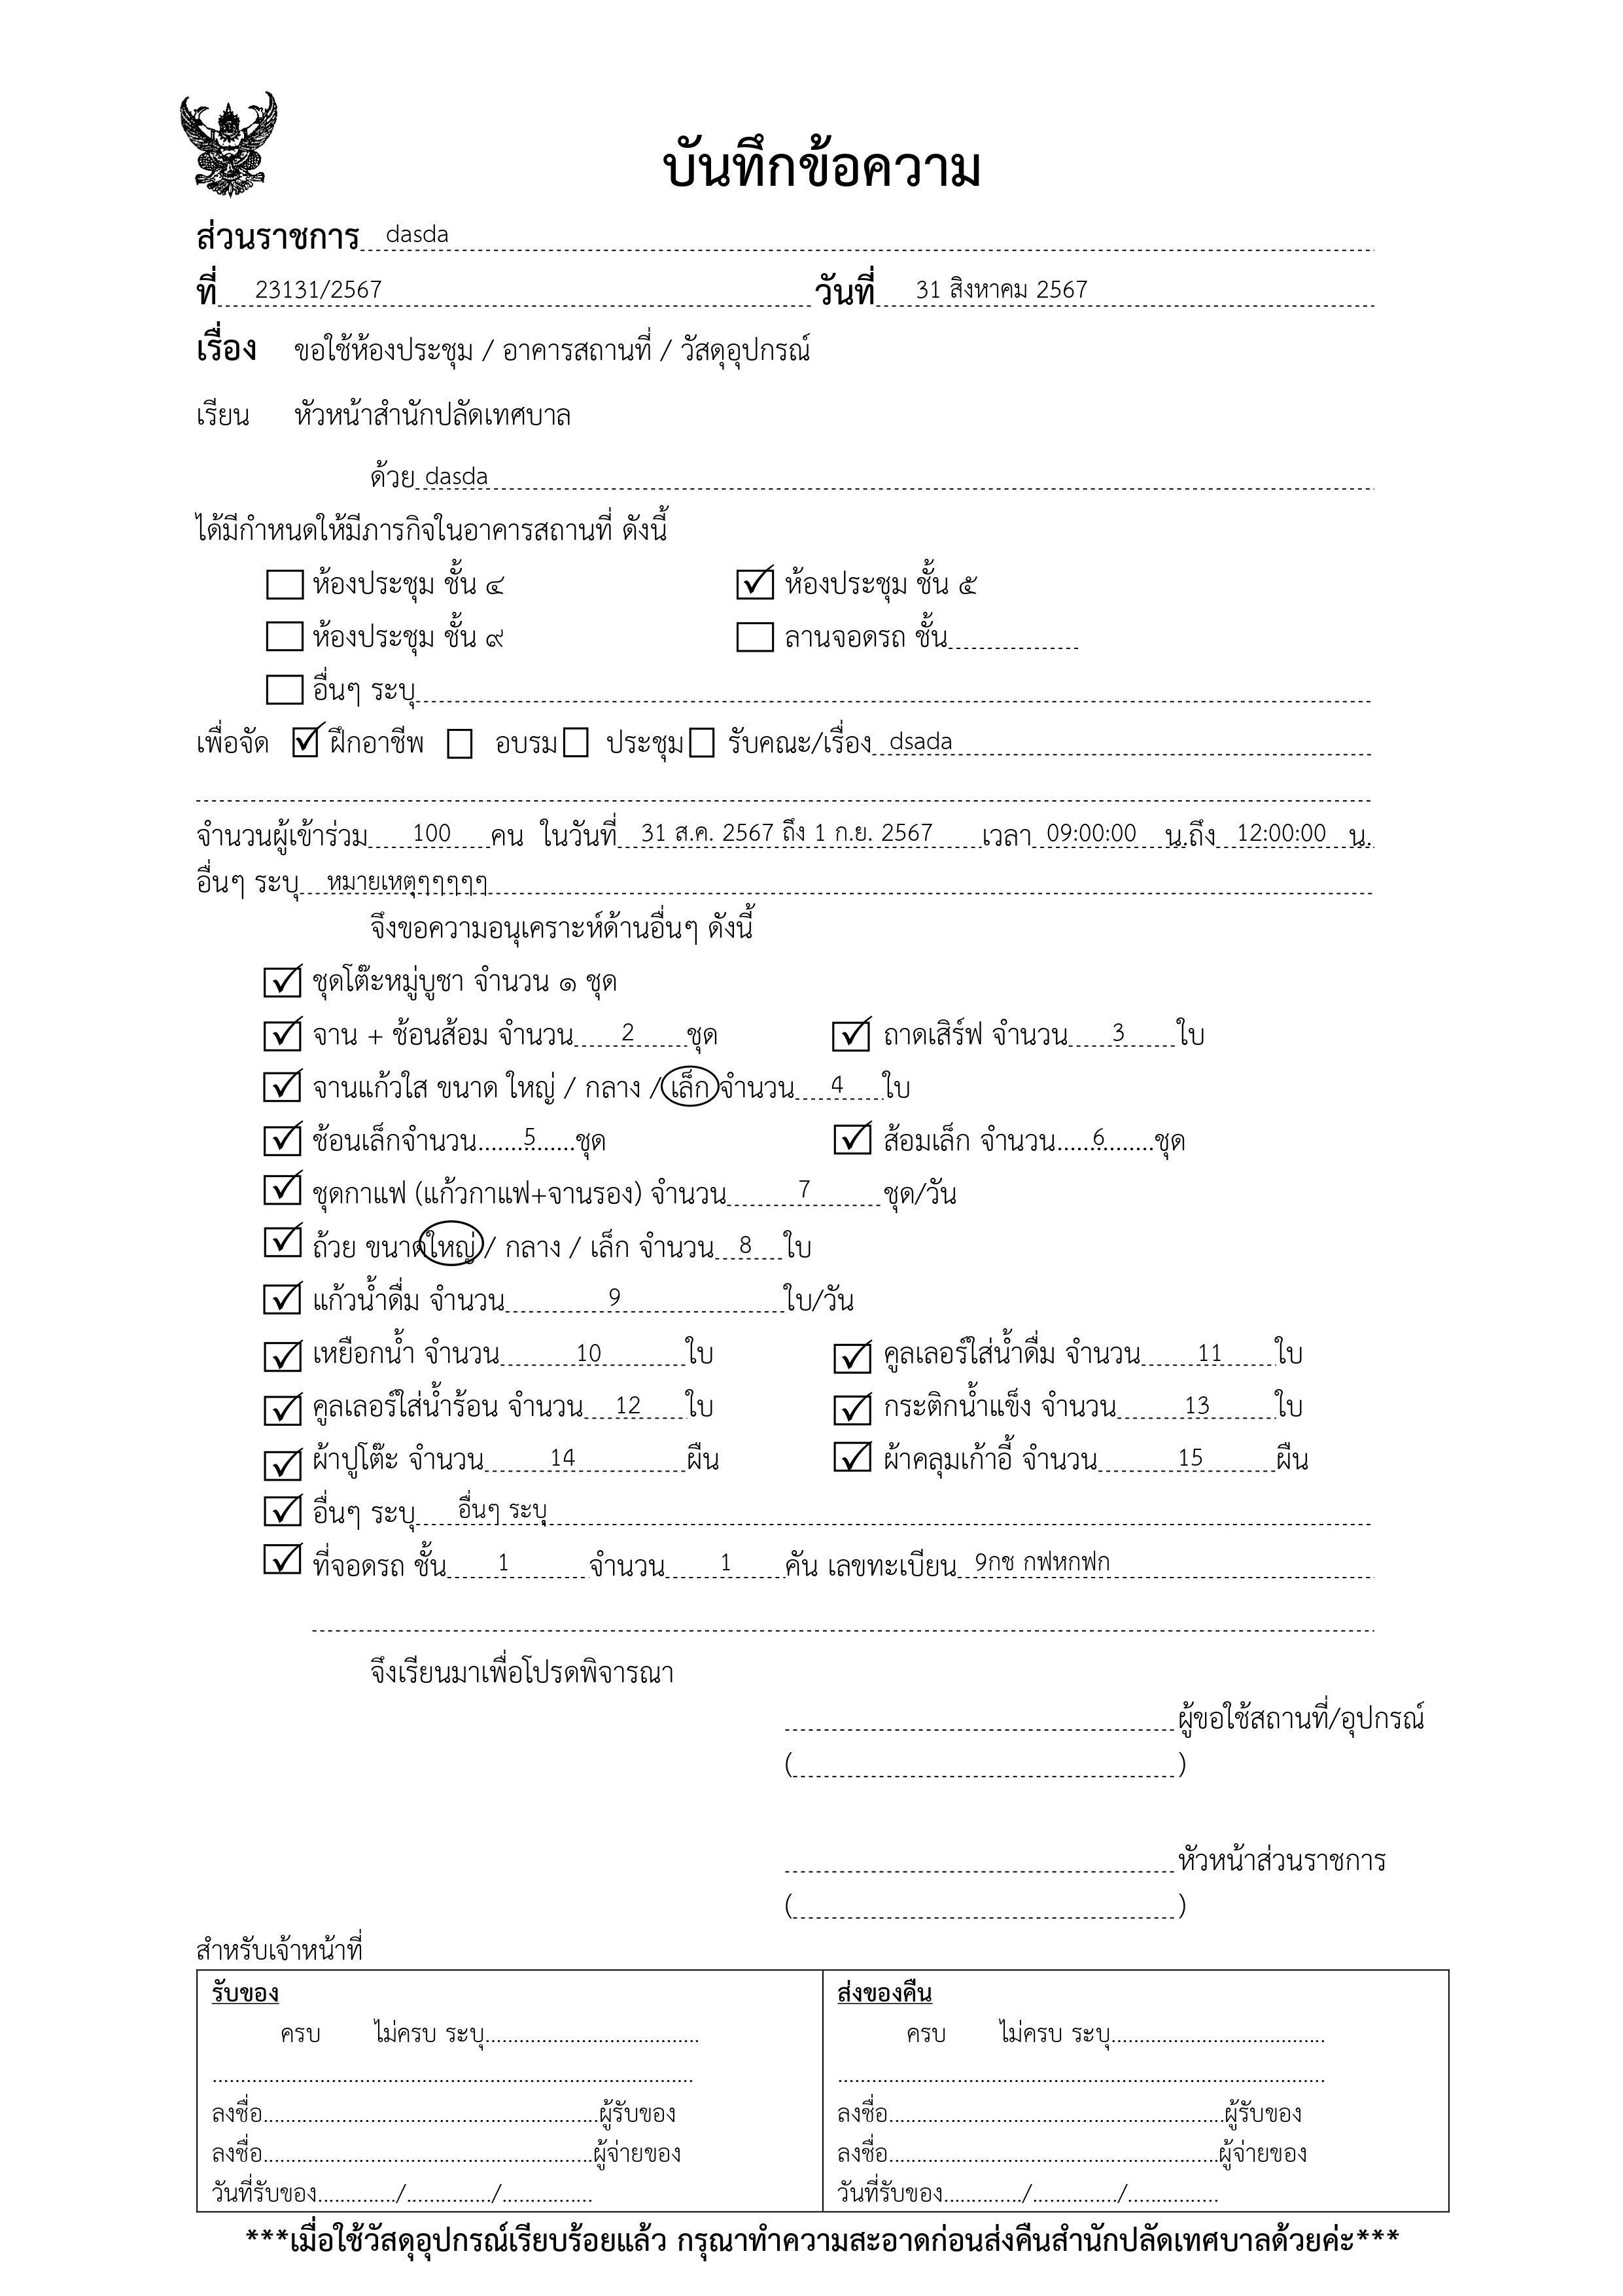 บันทึกข้อความ
ส่วนราชการ dasda
ที่ 23131/2567 วันที่ 31 สิงหาคม 2567
เรื่อง ขอใช้ห้องประชุม / อาคารสถานที่ / วัสดุอุปกรณ์
เรียน หัวหน้าสำนักปลัดเทศบาล
ด้วย dasda
ได้มีกำหนดให้มีภารกิจในอาคารสถานที่ ดังนี้
ห้องประชุม ชั้น ๔ ✓ ห้องประชุม ชั้น ๕
ห้องประชุม ชั้น ๙ ลานจอดรถ ชั้น
อื่นๆ ระบุ
เพื่อจัด ✓ ฝึกอาชีพ อบรม ประชุม รับคณะ/เรื่อง dsada
จำนวนผู้เข้าร่วม 100 คน ในวันที่ 31 ส.ค. 2567 ถึง 1 ก.ย. 2567 เวลา 09:00:00 น.ถึง 12:00:00 น.
อื่นๆ ระบุ หมายเหตุๆๆๆๆๆ
จึงขอความอนุเคราะห์ด้านอื่นๆ ดังนี้
✓ ชุดโต๊ะหมู่บูชา จำนวน ๑ ชุด
✓ จาน + ช้อนส้อม จำนวน 2 ชุด ✓ ถาดเสิร์ฟ จำนวน 3 ใบ
✓ จานแก้วใส ขนาด ใหญ่ / กลาง / เล็ก จำนวน 4 ใบ
✓ ช้อนเล็กจำนวน 5 ชุด ✓ ส้อมเล็ก จำนวน 6 ชุด
✓ ชุดกาแฟ (แก้วกาแฟ+จานรอง) จำนวน 7 ชุด/วัน
✓ ถ้วย ขนาด ใหญ่ / กลาง / เล็ก จำนวน 8 ใบ
✓ แก้วน้ำดื่ม จำนวน 9 ใบ/วัน
✓ เหยือกน้ำ จำนวน 10 ใบ ✓ คูลเลอร์ใส่น้ำดื่ม จำนวน 11 ใบ
✓ คูลเลอร์ใส่น้ำร้อน จำนวน 12 ใบ ✓ กระติกน้ำแข็ง จำนวน 13 ใบ
✓ ผ้าปูโต๊ะ จำนวน 14 ผืน ✓ ผ้าคลุมเก้าอี้ จำนวน 15 ผืน
✓ อื่นๆ ระบุ อื่นๆ ระบุ
✓ ที่จอดรถ ชั้น 1 จำนวน 1 คัน เลขทะเบียน 9กช กฟหกฟก
จึงเรียนมาเพื่อโปรดพิจารณา
ผู้ขอใช้สถานที่/อุปกรณ์
( )
หัวหน้าส่วนราชการ
( )
สำหรับเจ้าหน้าที่
รับของ
ครบ ไม่ครบ ระบุ
ลงชื่อ ผู้รับของ
ลงชื่อ ผู้จ่ายของ
วันที่รับของ / /
ส่งของคืน
ครบ ไม่ครบ ระบุ
ลงชื่อ ผู้รับของ
ลงชื่อ ผู้จ่ายของ
วันที่รับของ / /
***เมื่อใช้วัสดุอุปกรณ์เรียบร้อยแล้ว กรุณาทำความสะอาดก่อนส่งคืนสำนักปลัดเทศบาลด้วยค่ะ***